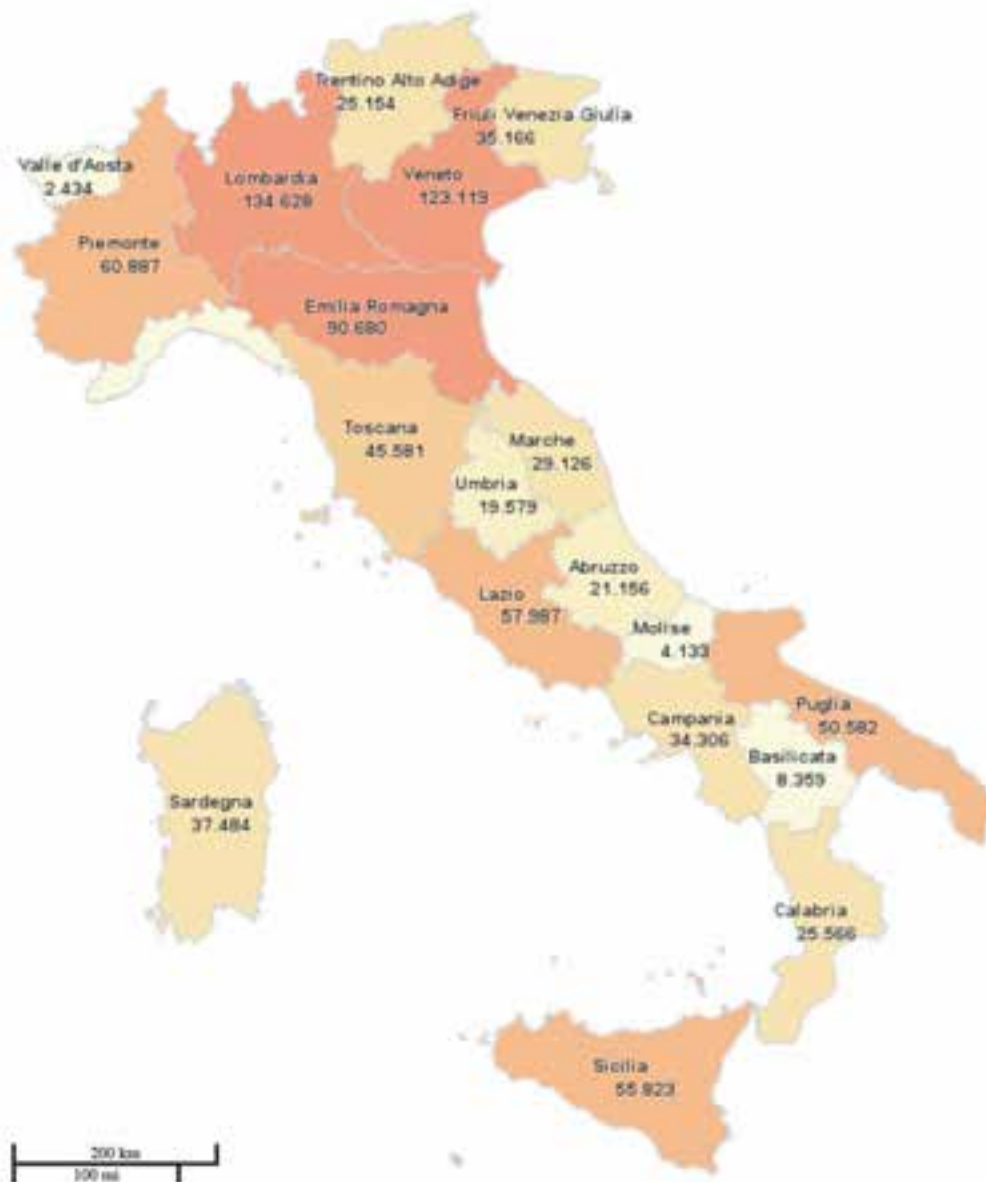 Trentino Alto Adige
25.154
Friuli Venezia Giulia
35.166
Valle d'Aosta
2.434
Lombardia
134.628
Veneto
123.119
Piemonte
60.887
Emilia Romagna
90.680
Toscana
45.581
Marche
29.126
Umbria
19.579
Abruzzo
21.156
Lazio
57.987
Molise
4.133
Puglia
50.582
Campania
34.306
Basilicata
8.359
Sardegna
37.484
Calabria
25.566
Sicilia
55.823
200 km
100 mi